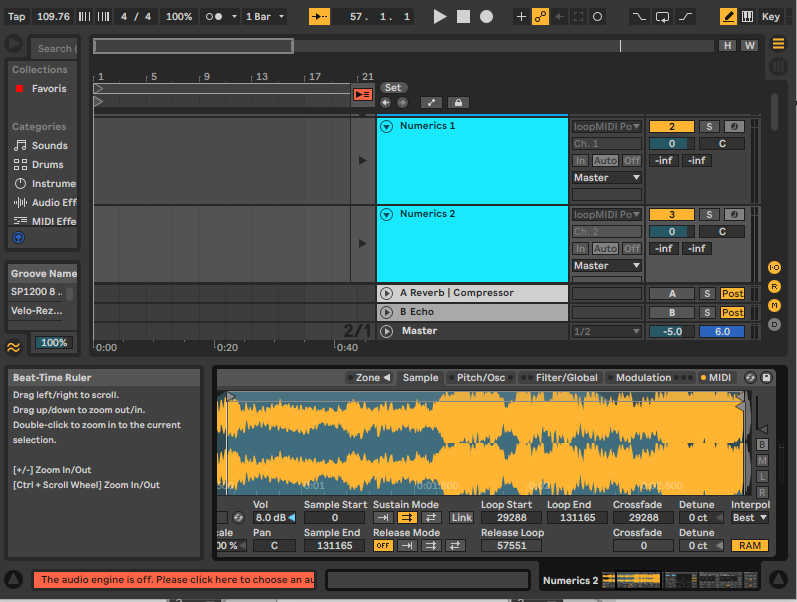 Tap 109.76 4 / 4 100% 1 Bar 57 . 1 . 1 Key
Search (
H W
Collections
Favoris
1 5 9 13 17 21
Set
Categories
Sounds
Drums
Instrume
Audio Eff
MIDI Effe
Numerics 1 loopMIDI Po 2 S
Ch. 1 0 C
In Auto Off -inf -inf
Master
Numerics 2 loopMIDI Po 3 S
Ch. 2 0 C
In Auto Off -inf -inf
Master
Groove Name
SP1200 8 ..
Velo-Rez...
100%
A Reverb | Compressor A S Post
B Echo B S Post
2/1 Master 1/2 -5.0 6.0
0:00 0:20 0:40
I·O
R
M
D
Beat-Time Ruler
Drag left/right to scroll.
Drag up/down to zoom out/in.
Double-click to zoom in to the current
selection.
[+/-] Zoom In/Out
[Ctrl + Scroll Wheel] Zoom In/Out
Zone Sample Pitch/Osc Filter/Global Modulation MIDI
B
M
L
R
Vol Sample Start Sustain Mode Loop Start Loop End Crossfade Detune Interpol
8.0 dB 0 Link 29288 131165 29288 0 ct Best
cale Pan Sample End Release Mode Release Loop Crossfade Detune
00 % C 131165 OFF 57551 0 0 ct RAM
The audio engine is off. Please click here to choose an au
Numerics 2